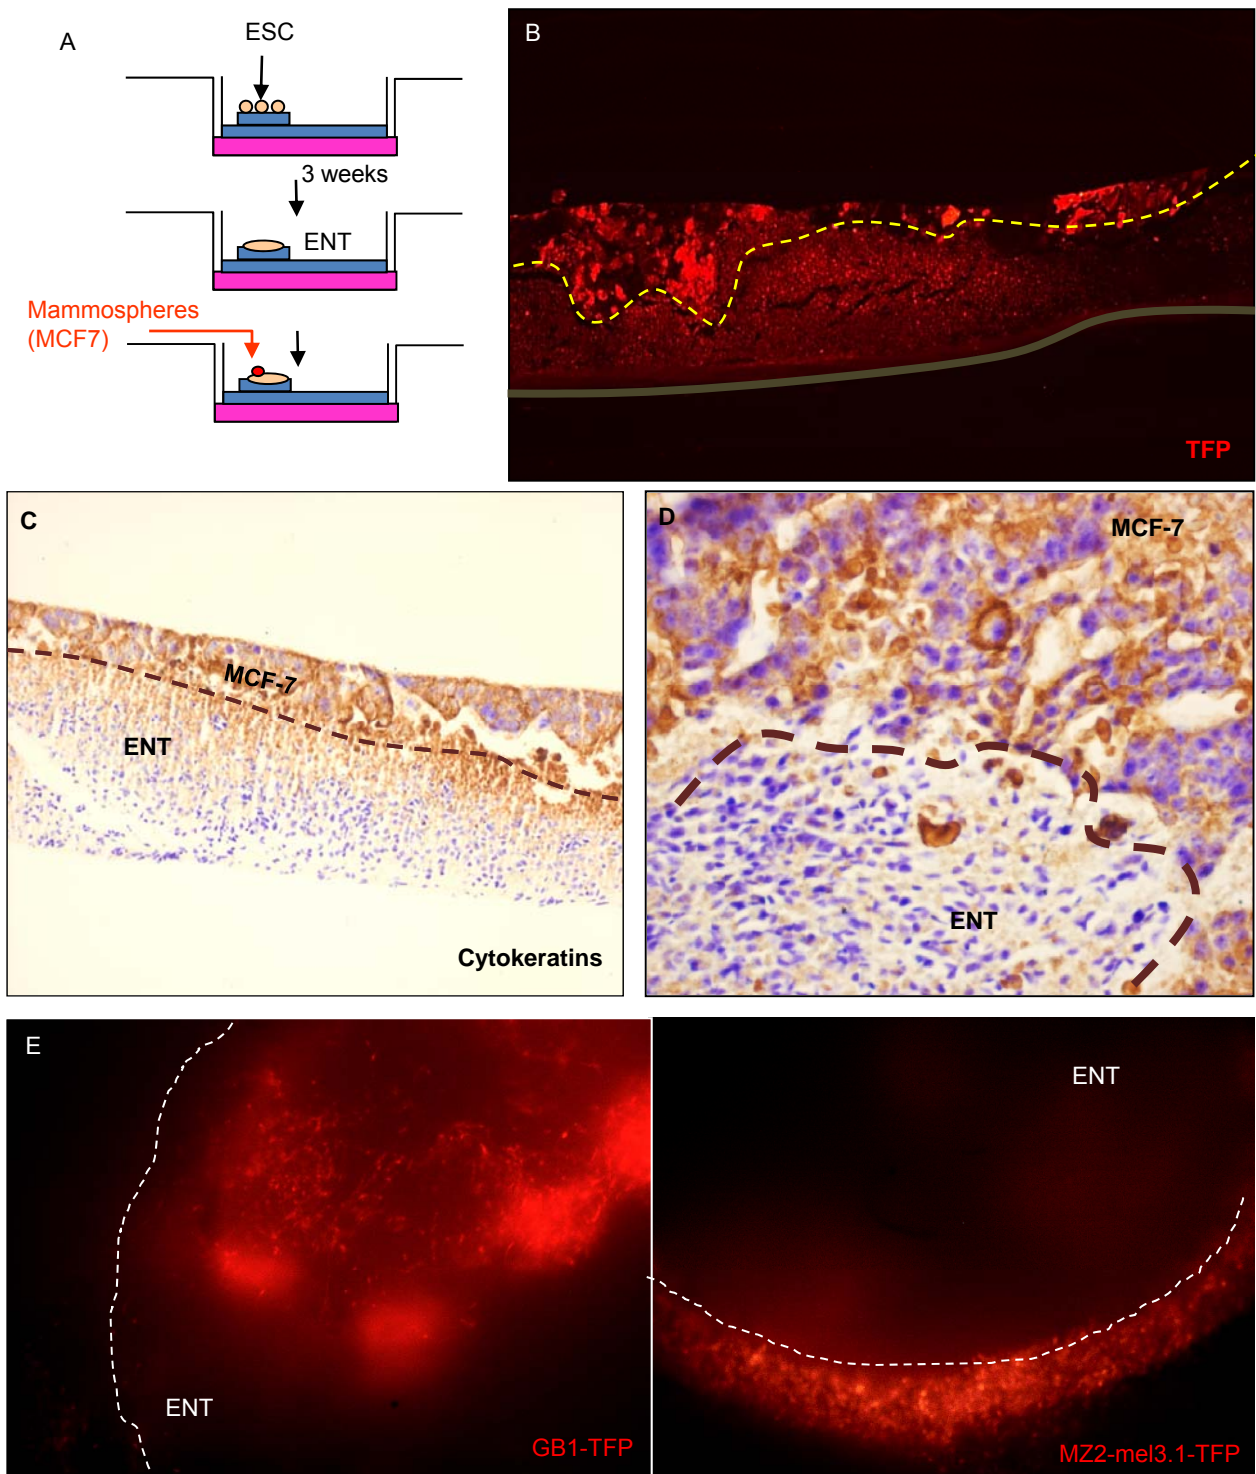 A
ESC
3 weeks
ENT
Mammospheres
(MCF7)
B
TFP
C
MCF-7
ENT
Cytokeratins
D
MCF-7
ENT
E
ENT
GB1-TFP
ENT
MZ2-mel3.1-TFP